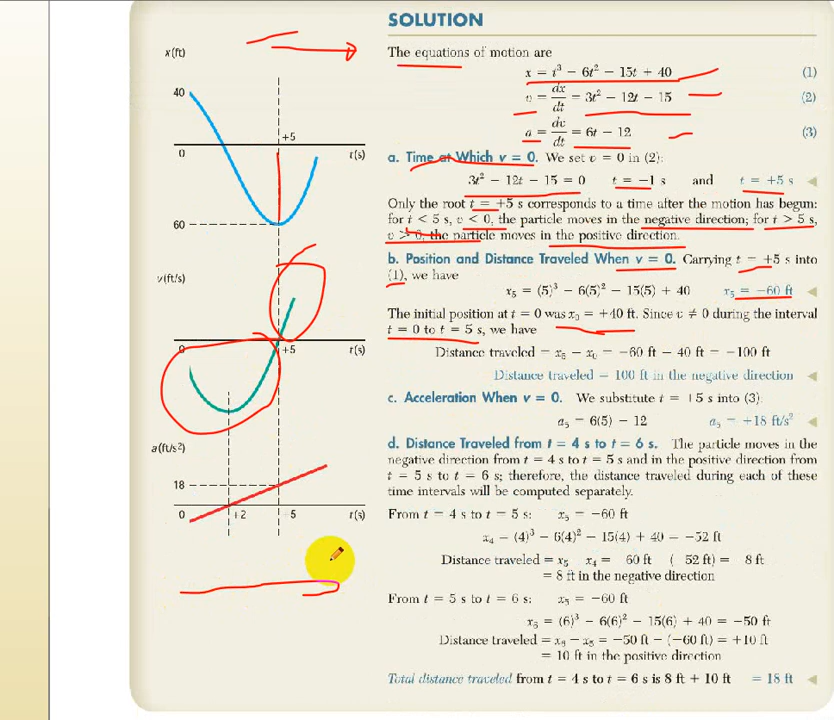 SOLUTION
x(ft)
40
0
+5
t(s)
60
v(ft/s)
0
+5
t(s)
a(ft/s²)
18
0
+2
5
t(s)
The equations of motion are
x = t³ − 6t² − 15t + 40 (1)
v = dx/dt = 3t² − 12t − 15 (2)
a = dv/dt = 6t − 12 (3)
a. Time at Which v = 0. We set v = 0 in (2):
3t² − 12t − 15 = 0 t = −1 s and t = +5 s
Only the root t = +5 s corresponds to a time after the motion has begun:
for t < 5 s, v < 0, the particle moves in the negative direction; for t > 5 s,
v > 0, the particle moves in the positive direction.
b. Position and Distance Traveled When v = 0. Carrying t = +5 s into
(1), we have
x₅ = (5)³ − 6(5)² − 15(5) + 40 x₅ = −60 ft
The initial position at t = 0 was x₀ = +40 ft. Since v ≠ 0 during the interval
t = 0 to t = 5 s, we have
Distance traveled = x₅ − x₀ = −60 ft − 40 ft = −100 ft
Distance traveled = 100 ft in the negative direction
c. Acceleration When v = 0. We substitute t = +5 s into (3):
a₅ = 6(5) − 12 a₅ = +18 ft/s²
d. Distance Traveled from t = 4 s to t = 6 s. The particle moves in the
negative direction from t = 4 s to t = 5 s and in the positive direction from
t = 5 s to t = 6 s; therefore, the distance traveled during each of these
time intervals will be computed separately.
From t = 4 s to t = 5 s: x₅ = −60 ft
x₄ = (4)³ − 6(4)² − 15(4) + 40 = −52 ft
Distance traveled = x₅ x₄ = 60 ft ( 52 ft) = 8 ft
= 8 ft in the negative direction
From t = 5 s to t = 6 s: x₅ = −60 ft
x₆ = (6)³ − 6(6)² − 15(6) + 40 = −50 ft
Distance traveled = x₆ − x₅ = −50 ft − (−60 ft) = +10 ft
= 10 ft in the positive direction
Total distance traveled from t = 4 s to t = 6 s is 8 ft + 10 ft = 18 ft